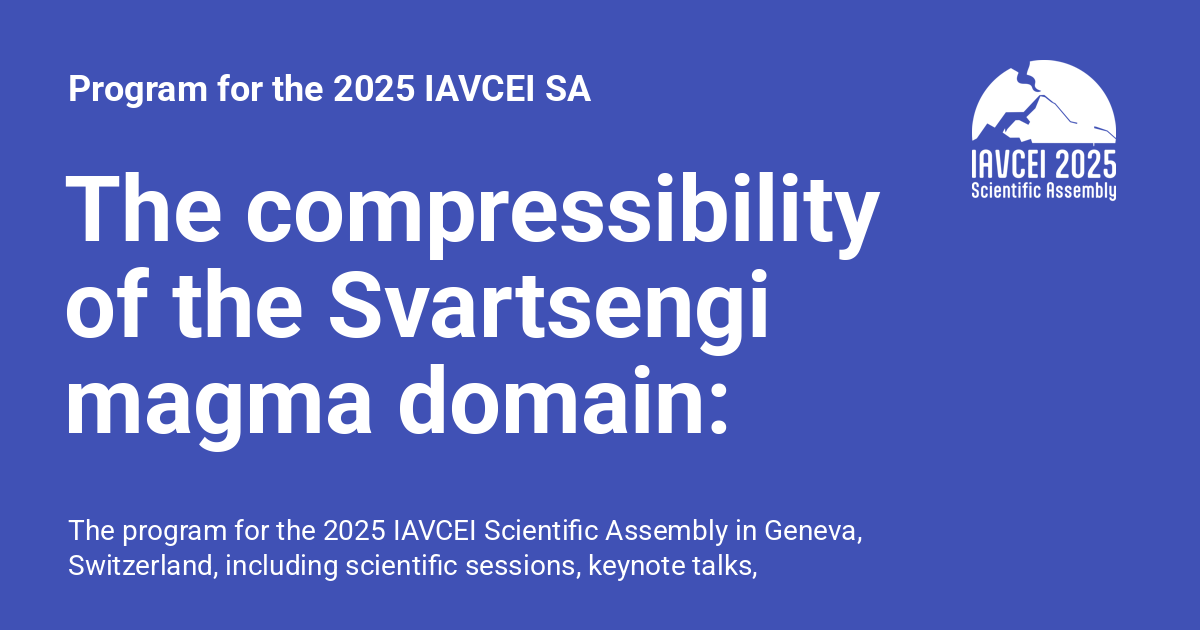 Program for the 2025 IAVCEI SA
IAVCEI 2025
Scientific Assembly
The compressibility
of the Svartsengi
magma domain:
The program for the 2025 IAVCEI Scientific Assembly in Geneva,
Switzerland, including scientific sessions, keynote talks,